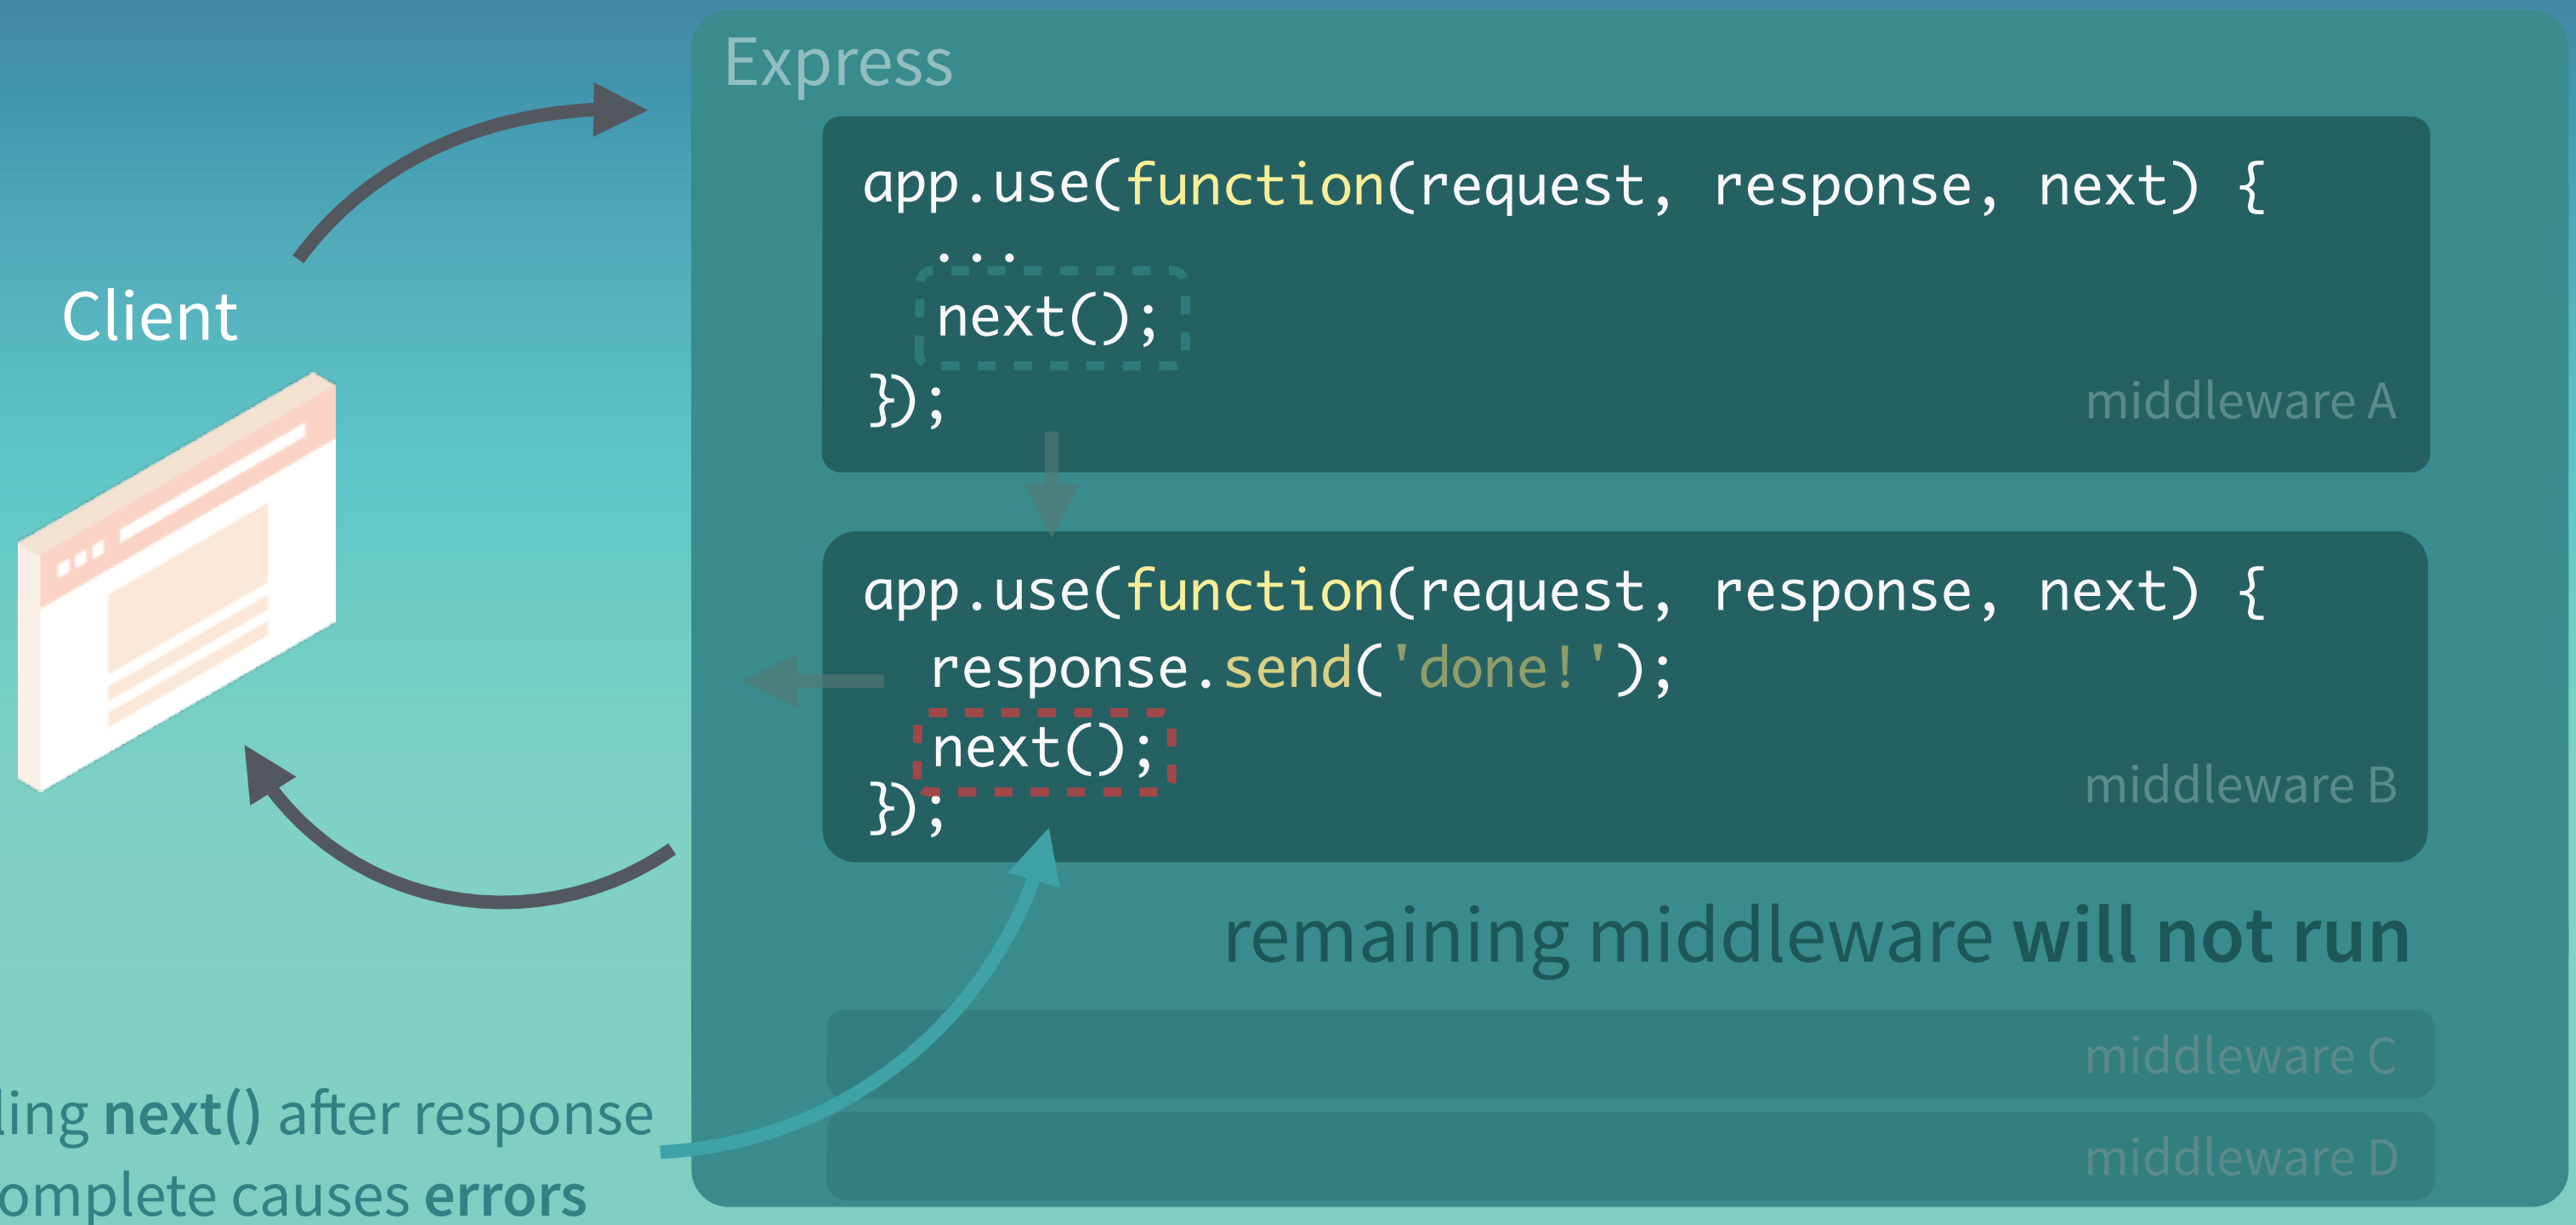 Express
app.use(function(request, response, next) {
...
next();
});
middleware A
Client
app.use(function(request, response, next) {
response.send('done!');
next();
});
middleware B
remaining middleware will not run
middleware C
middleware D
ling next() after response
omplete causes errors